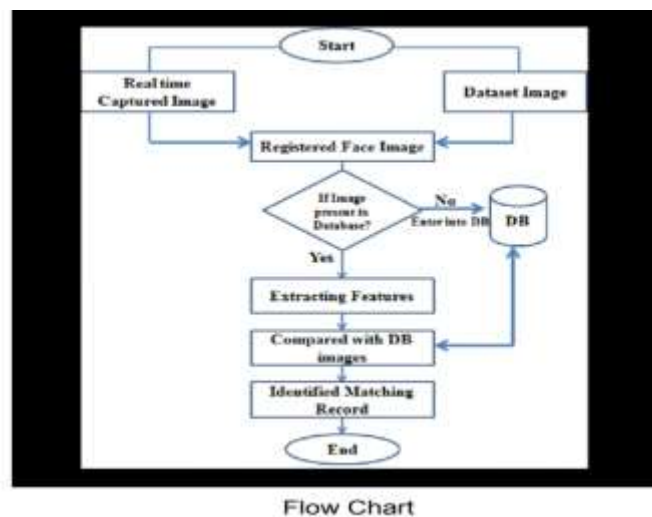 Start
Real time
Captured Image
Dataset Image
Registered Face Image
If Image
present in
Database?
No
Enter into DB
DB
Yes
Extracting Features
Compared with DB
images
Identified Matching
Record
End
Flow Chart